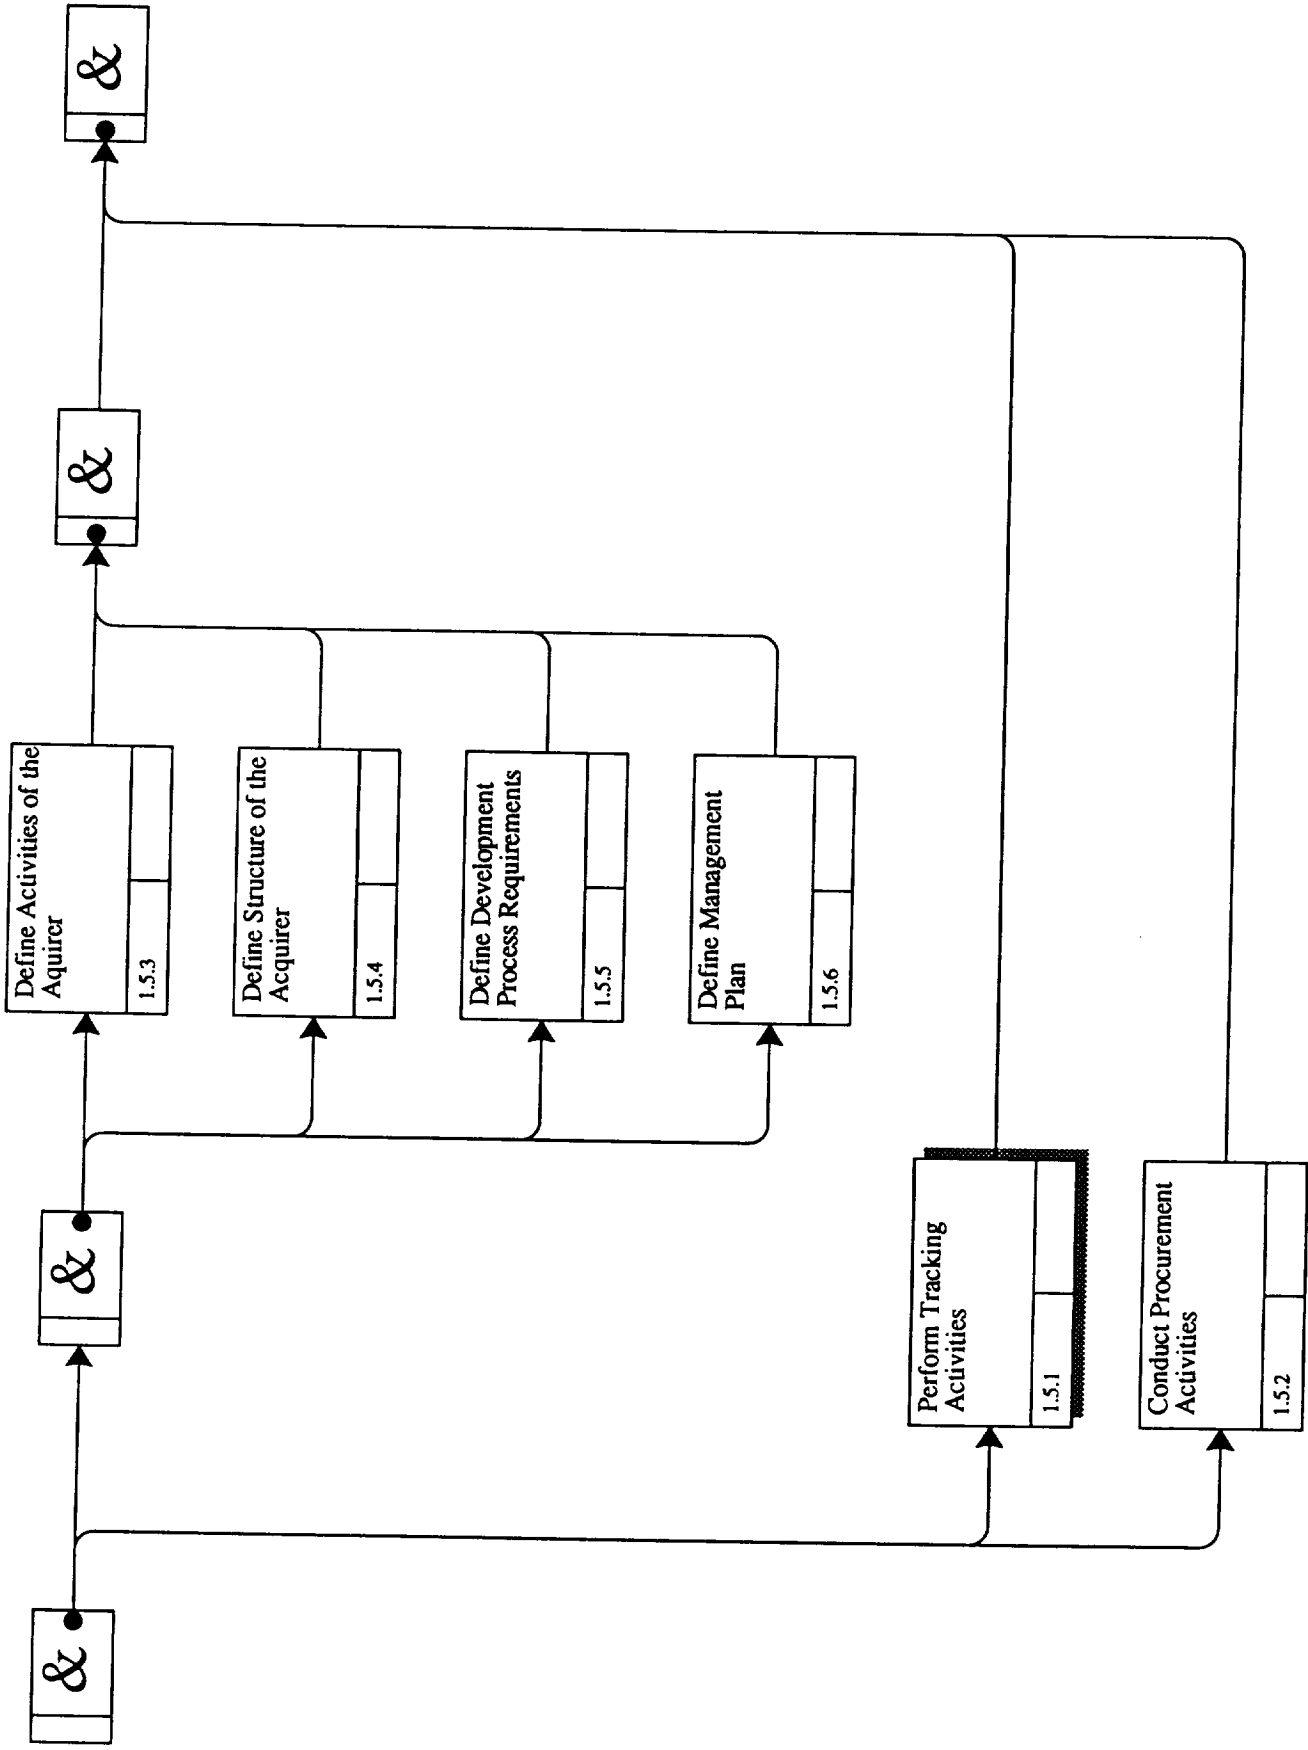 &
&
Define Activities of the
Aquirer
1.5.3
Define Structure of the
Acquirer
1.5.4
Define Development
Process Requirements
1.5.5
Define Management
Plan
1.5.6
&
&
Perform Tracking
Activities
1.5.1
Conduct Procurement
Activities
1.5.2